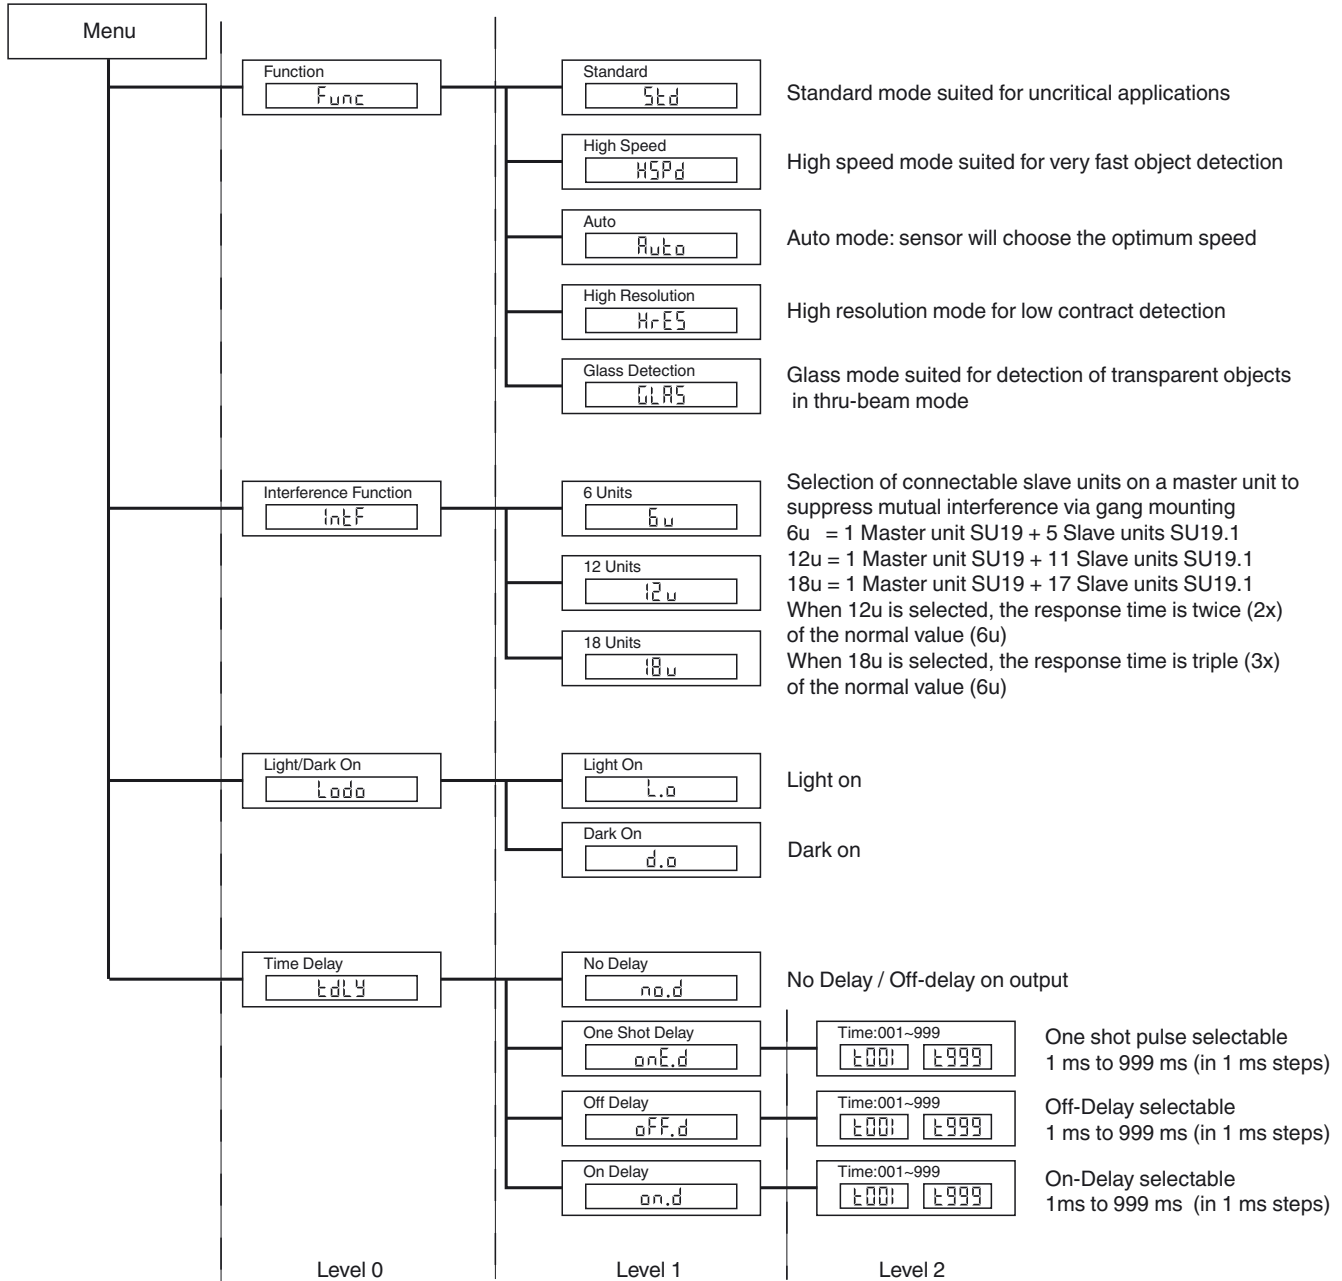 Menu
Function
Func
Standard
Std
Standard mode suited for uncritical applications
High Speed
HSPd
High speed mode suited for very fast object detection
Auto
Auto
Auto mode: sensor will choose the optimum speed
High Resolution
HrES
High resolution mode for low contract detection
Glass Detection
GLAS
Glass mode suited for detection of transparent objects
in thru-beam mode
Interference Function
IntF
6 Units
6u
Selection of connectable slave units on a master unit to
suppress mutual interference via gang mounting
6u = 1 Master unit SU19 + 5 Slave units SU19.1
12u = 1 Master unit SU19 + 11 Slave units SU19.1
18u = 1 Master unit SU19 + 17 Slave units SU19.1
When 12u is selected, the response time is twice (2x)
of the normal value (6u)
When 18u is selected, the response time is triple (3x)
of the normal value (6u)
12 Units
12u
18 Units
18u
Light/Dark On
Lodo
Light On
L.o
Light on
Dark On
d.o
Dark on
Time Delay
tdLY
No Delay
no.d
No Delay / Off-delay on output
One Shot Delay
onE.d
Time:001~999
t001 t999
One shot pulse selectable
1 ms to 999 ms (in 1 ms steps)
Off Delay
oFF.d
Time:001~999
t001 t999
Off-Delay selectable
1 ms to 999 ms (in 1 ms steps)
On Delay
on.d
Time:001~999
t001 t999
On-Delay selectable
1ms to 999 ms (in 1 ms steps)
Level 0
Level 1
Level 2